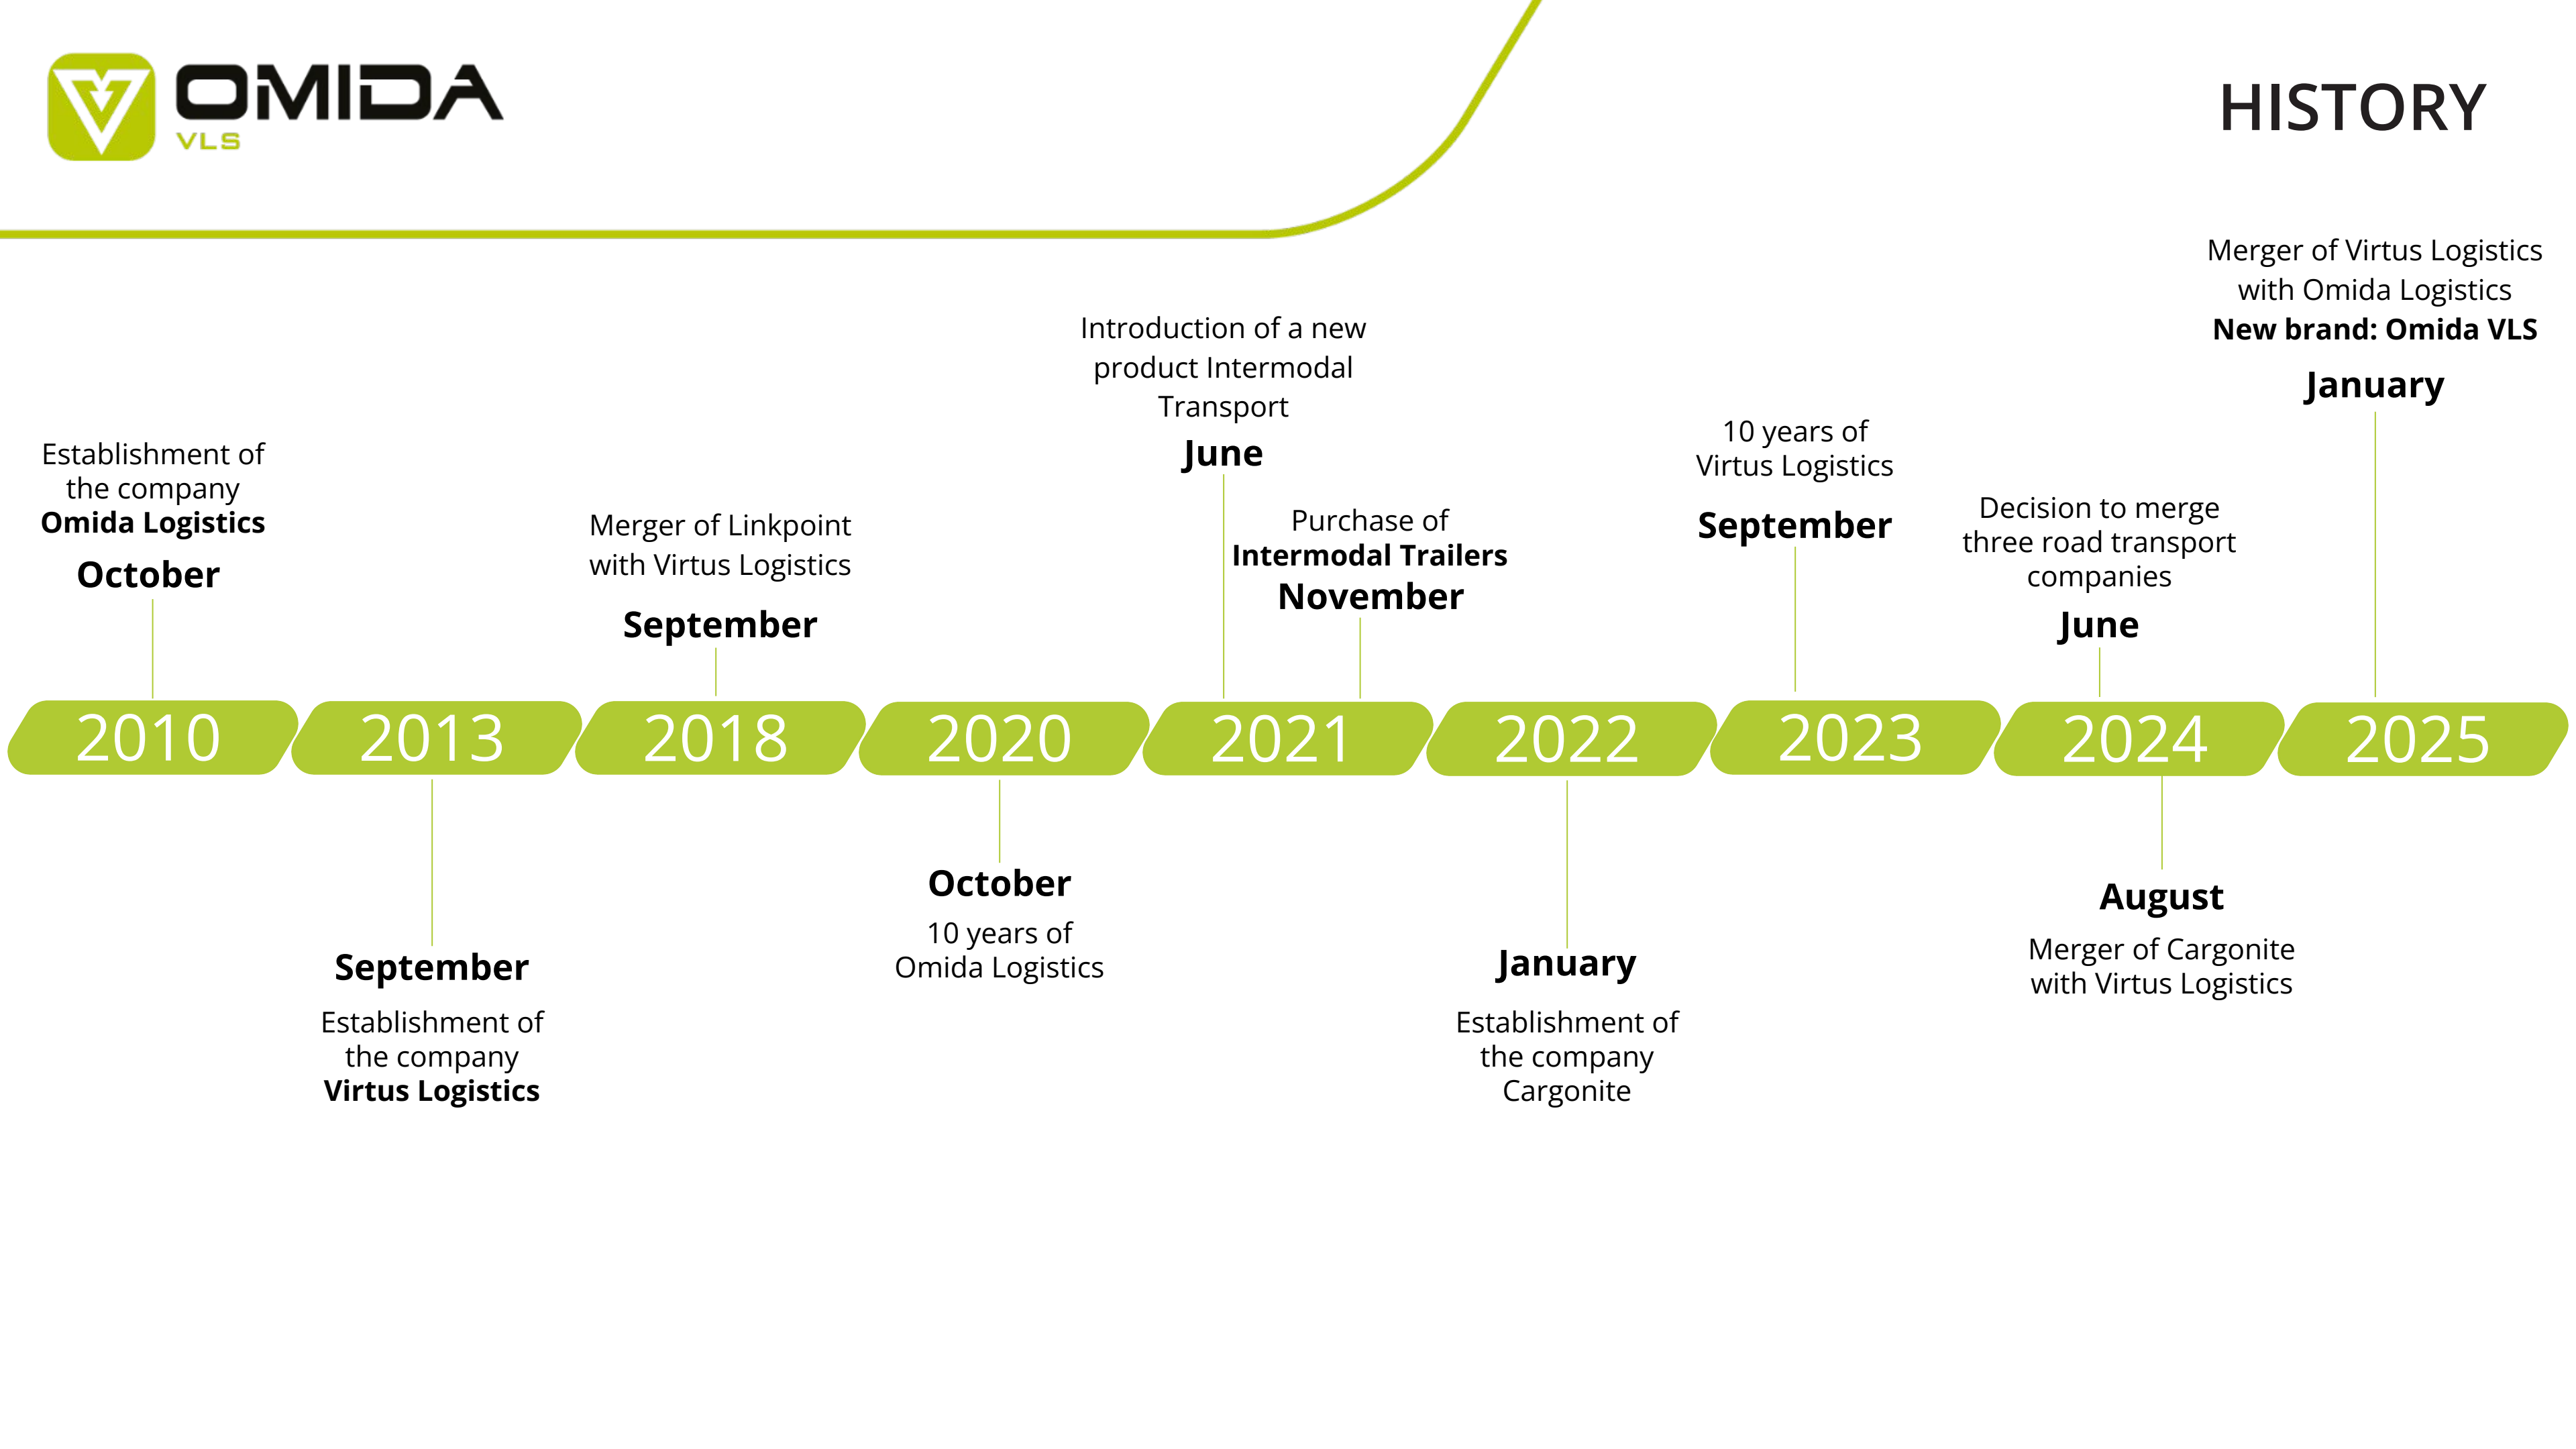 OMIDA
VLS
HISTORY
Establishment of
the company
Omida Logistics
October
2010
2013
September
Establishment of
the company
Virtus Logistics
Merger of Linkpoint
with Virtus Logistics
September
2018
2020
October
10 years of
Omida Logistics
Introduction of a new
product Intermodal
Transport
June
Purchase of
Intermodal Trailers
November
2021
2022
January
Establishment of
the company
Cargonite
10 years of
Virtus Logistics
September
2023
Decision to merge
three road transport
companies
June
2024
August
Merger of Cargonite
with Virtus Logistics
Merger of Virtus Logistics
with Omida Logistics
New brand: Omida VLS
January
2025